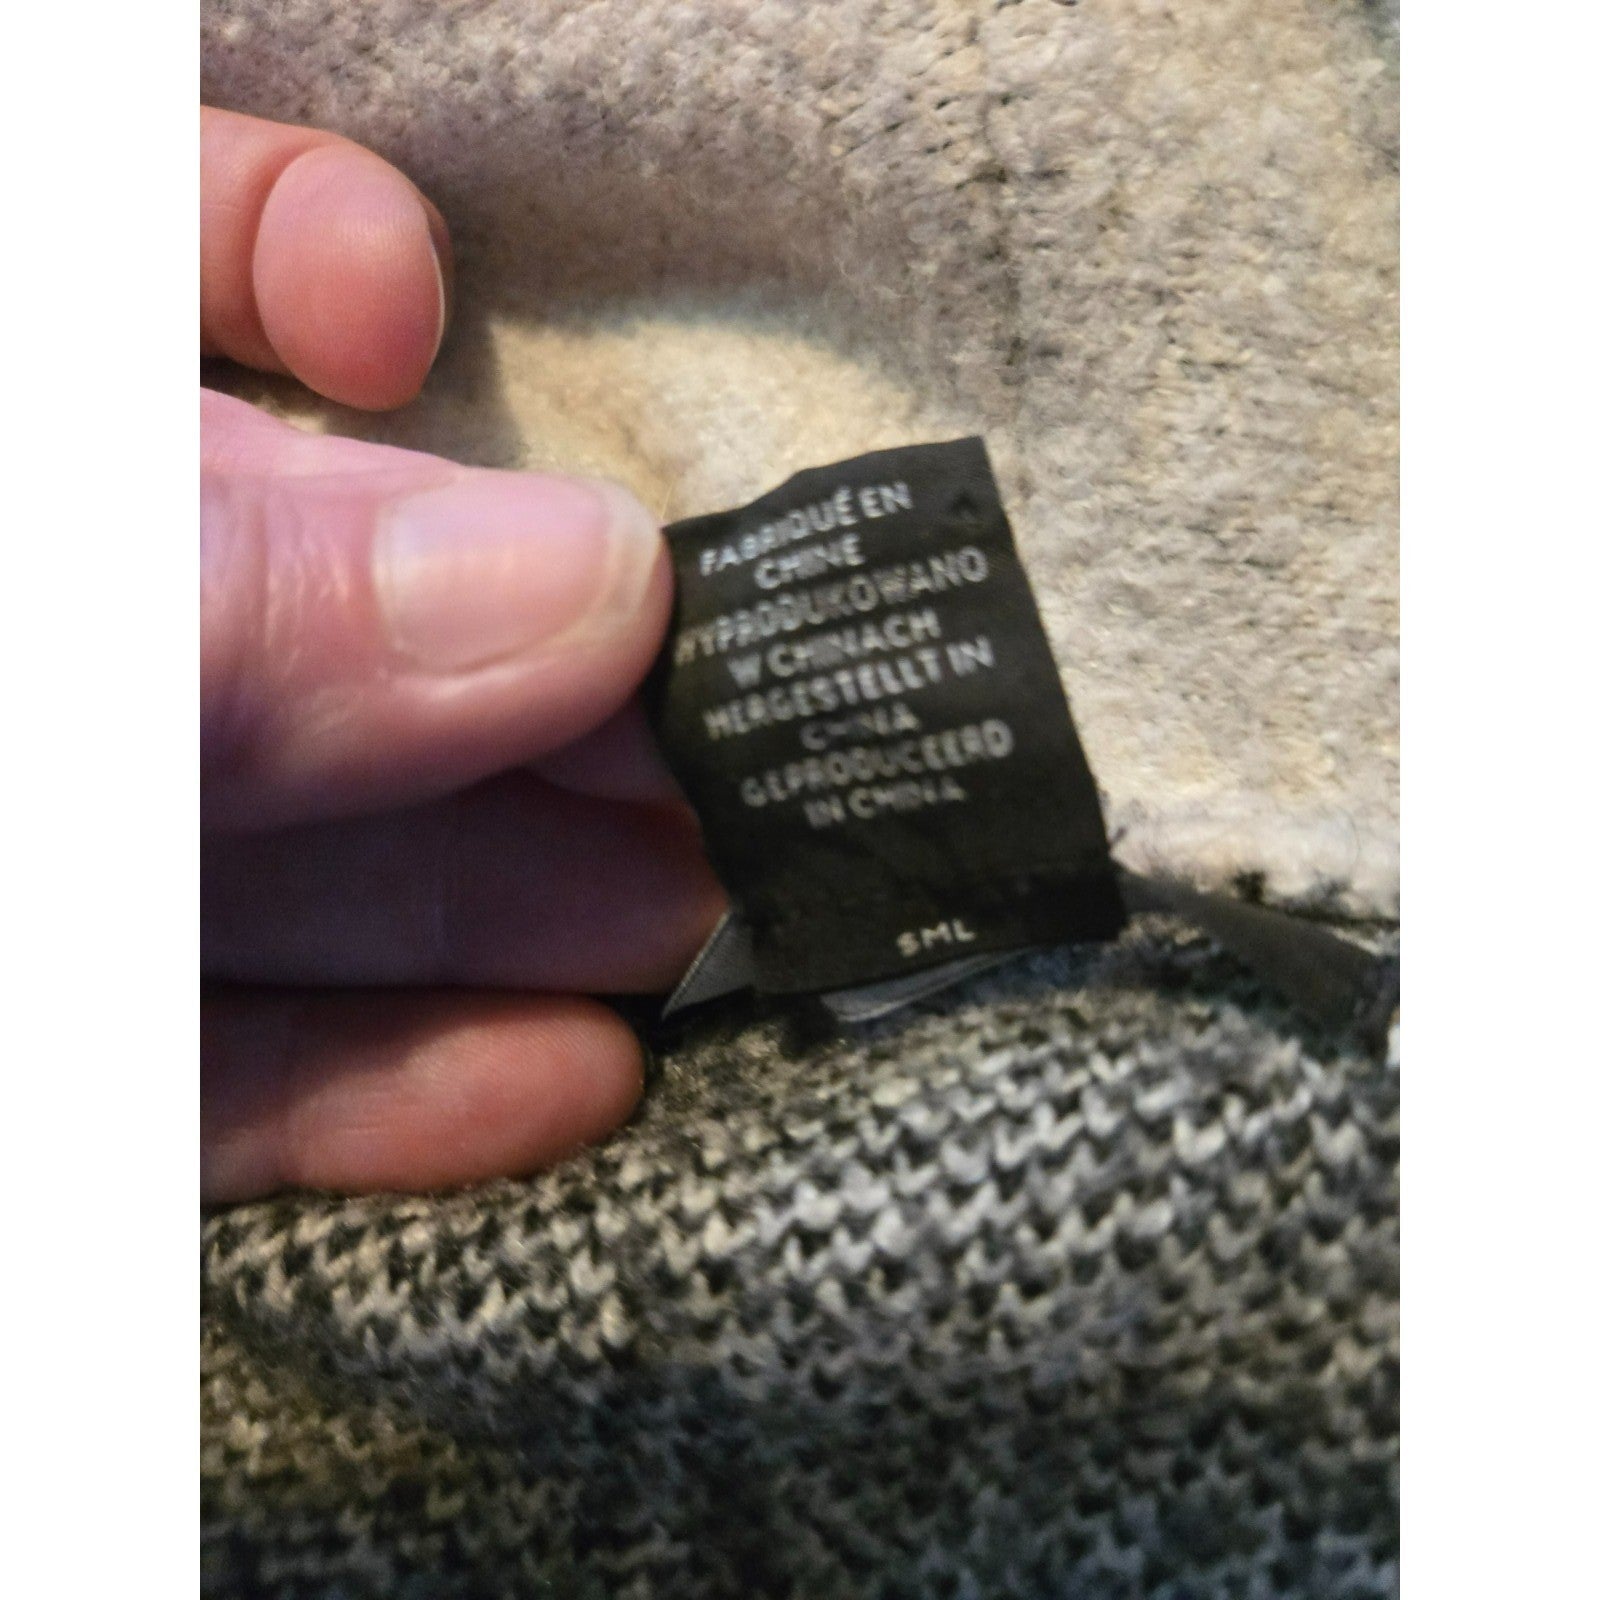 FABRIQUÉ EN
CHINE
WYPRODUKOWANO
W CHINACH
HERGESTELLT IN
CHINA
GEPRODUCEERD
IN CHINA
SML